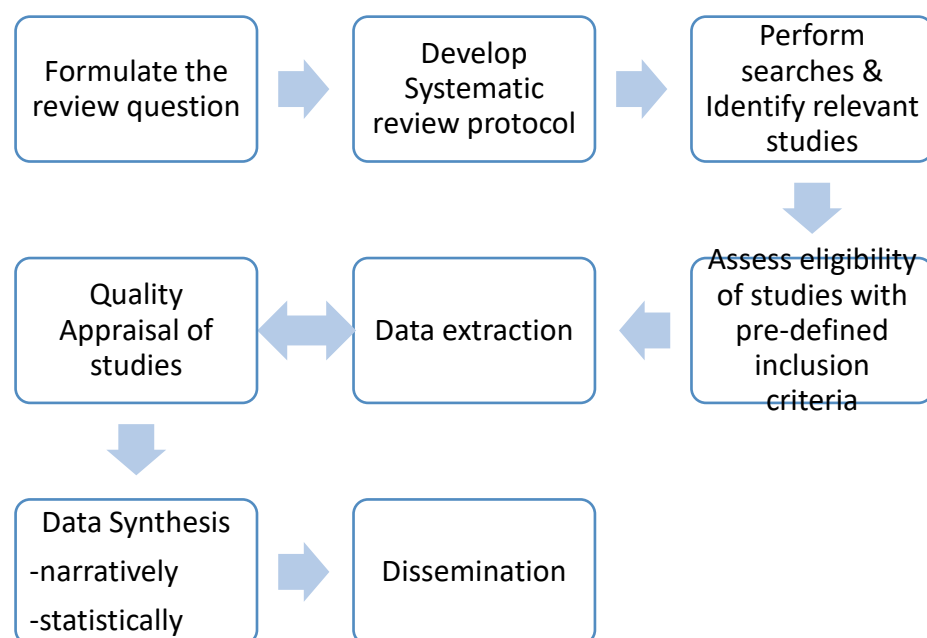 Formulate the
review question
Develop
Systematic
review protocol
Perform
searches &
Identify relevant
studies
Assess eligibility
of studies with
pre-defined
inclusion
criteria
Data extraction
Quality
Appraisal of
studies
Data Synthesis
-narratively
-statistically
Dissemination